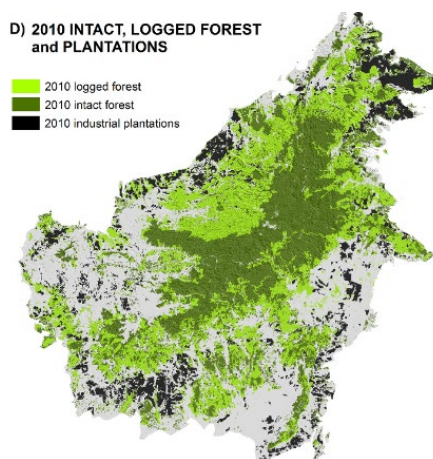 D) 2010 INTACT, LOGGED FOREST
and PLANTATIONS
2010 logged forest
2010 intact forest
2010 industrial plantations